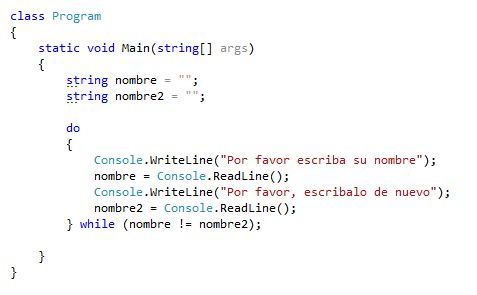 class Program
{
    static void Main(string[] args)
    {
        string nombre = "";
        string nombre2 = "";

        do
        {
            Console.WriteLine("Por favor escriba su nombre");
            nombre = Console.ReadLine();
            Console.WriteLine("Por favor, escribalo de nuevo");
            nombre2 = Console.ReadLine();
        } while (nombre != nombre2);

    }
}